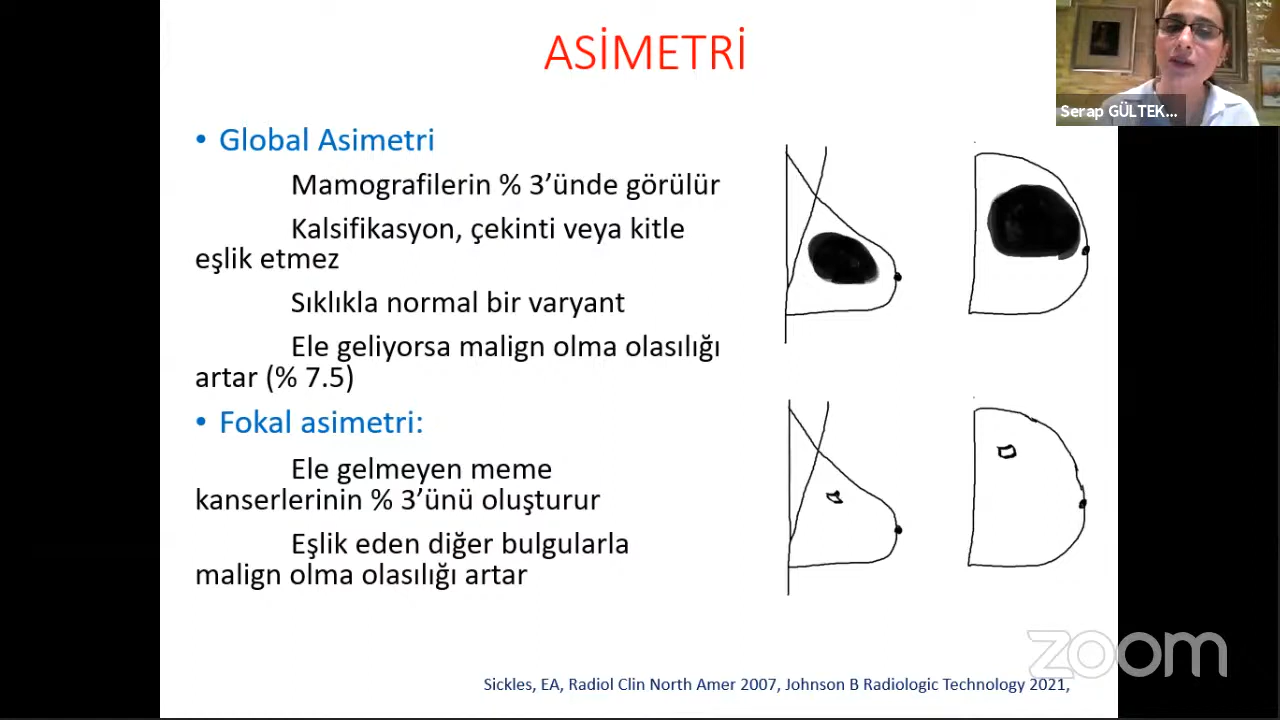 ASİMETRİ
Serap GÜLTEK...
• Global Asimetri
Mamografilerin % 3’ünde görülür
Kalsifikasyon, çekinti veya kitle
eşlik etmez
Sıklıkla normal bir varyant
Ele geliyorsa malign olma olasılığı
artar (% 7.5)
• Fokal asimetri:
Ele gelmeyen meme
kanserlerinin % 3’ünü oluşturur
Eşlik eden diğer bulgularla
malign olma olasılığı artar
zoom
Sickles, EA, Radiol Clin North Amer 2007, Johnson B Radiologic Technology 2021,